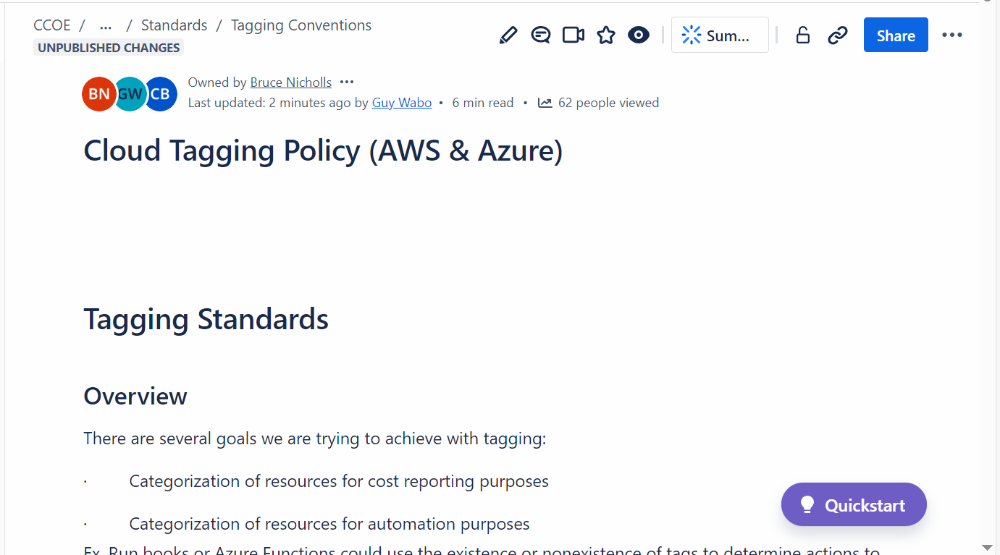 CCOE / ... / Standards / Tagging Conventions
UNPUBLISHED CHANGES
Sum...
Share
BN GW CB
Owned by Bruce Nicholls
Last updated: 2 minutes ago by Guy Wabo • 6 min read • 62 people viewed
Cloud Tagging Policy (AWS & Azure)
Tagging Standards
Overview
There are several goals we are trying to achieve with tagging:
· Categorization of resources for cost reporting purposes
· Categorization of resources for automation purposes
Ex. Run books or Azure Functions could use the existence or nonexistence of tags to determine actions to
Quickstart